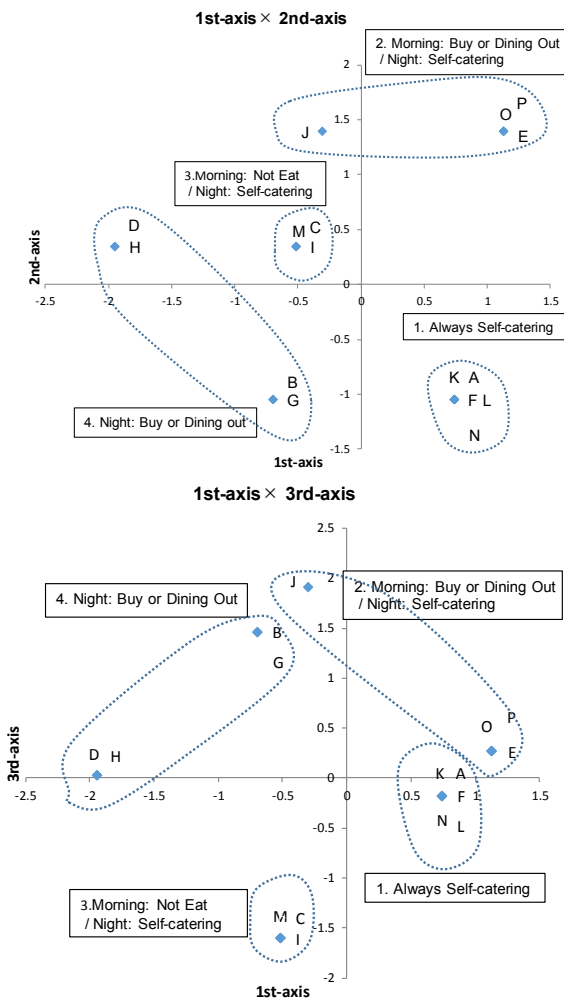 1st-axis × 2nd-axis
2. Morning: Buy or Dining Out
/ Night: Self-catering
2
P
O
1.5
J
E
1
3.Morning: Not Eat
/ Night: Self-catering
D
0.5
M C
H
I
2nd-axis
0
-2.5 -2 -1.5 -1 -0.5 0 0.5 1 1.5
1. Always Self-catering
-0.5
B
K A
G
-1
F L
4. Night: Buy or Dining out
N
-1.5
1st-axis
1st-axis × 3rd-axis
2.5
4. Night: Buy or Dining Out
J
2
2. Morning: Buy or Dining Out
/ Night: Self-catering
B
1.5
G
1
3rd-axis
0.5
O P
D H
E
0
K A
-2.5 -2 -1.5 -1 -0.5 0 0.5 1 1.5
F
N L
-0.5
-1
1. Always Self-catering
3.Morning: Not Eat
/ Night: Self-catering
M C
I
-1.5
-2
1st-axis